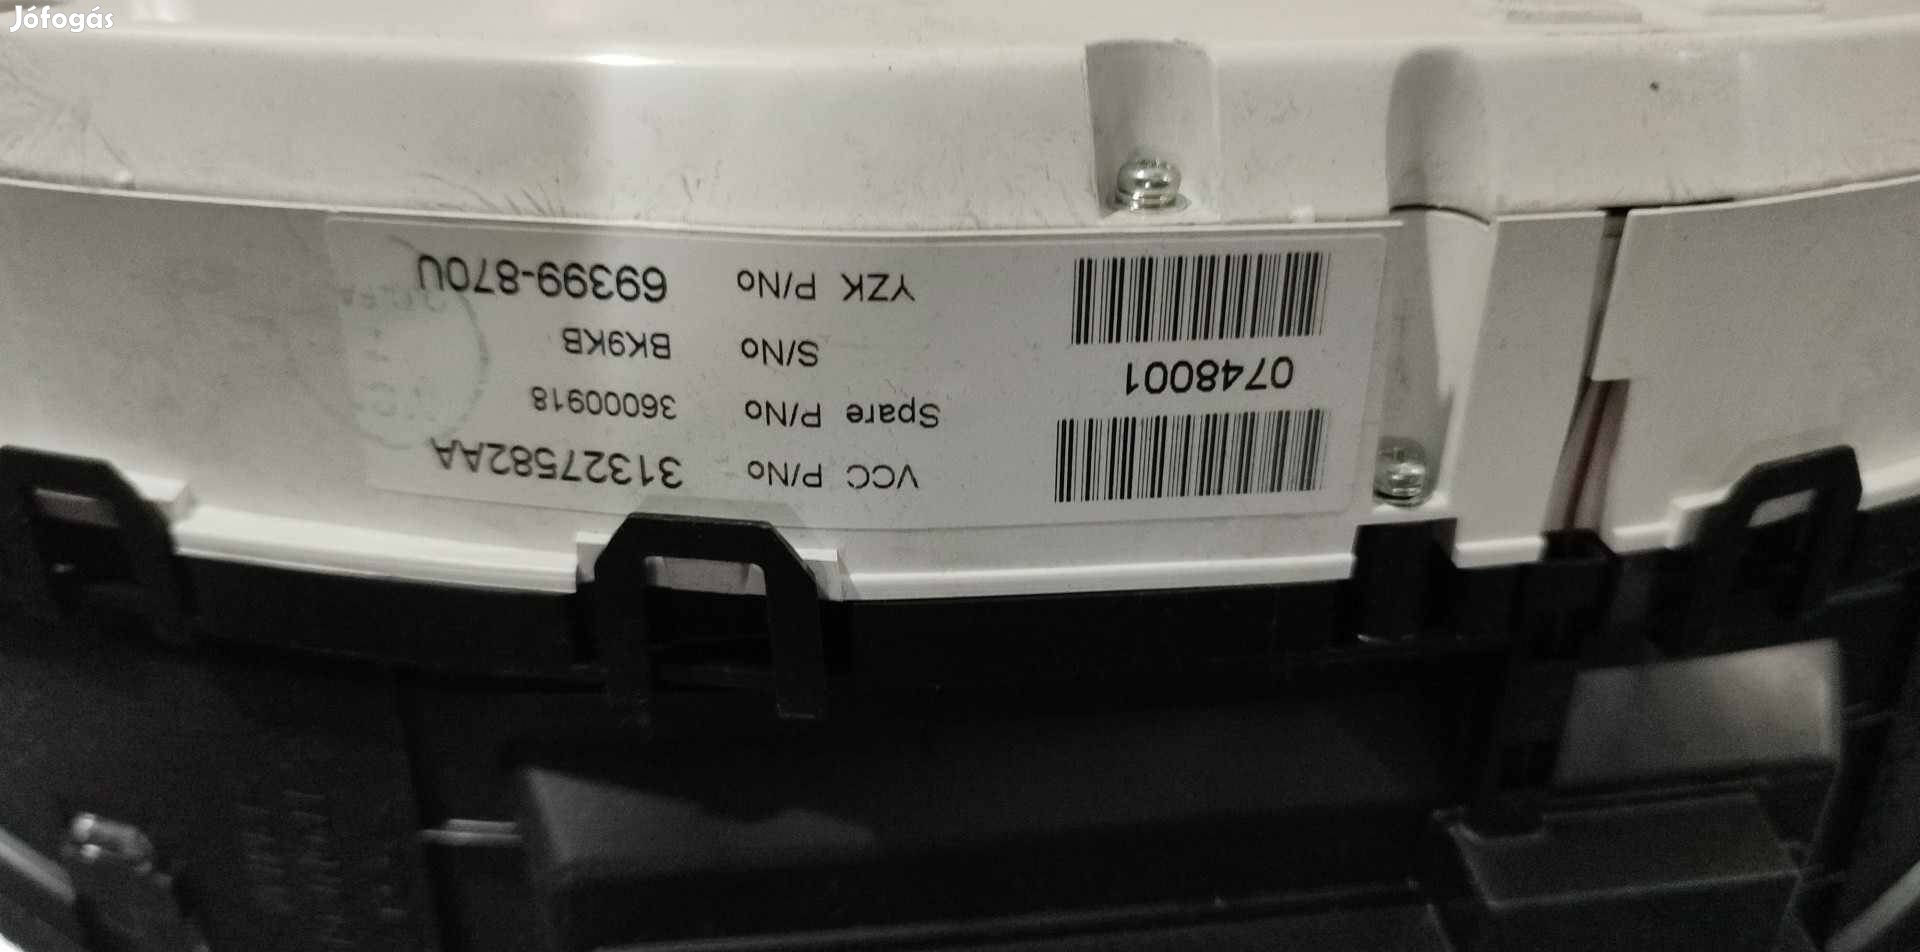 Jófogás
VCC P/No 31327582AA
Spare P/No 36000918
S/No BK9KB
YZK P/No 69399-870U
0748001